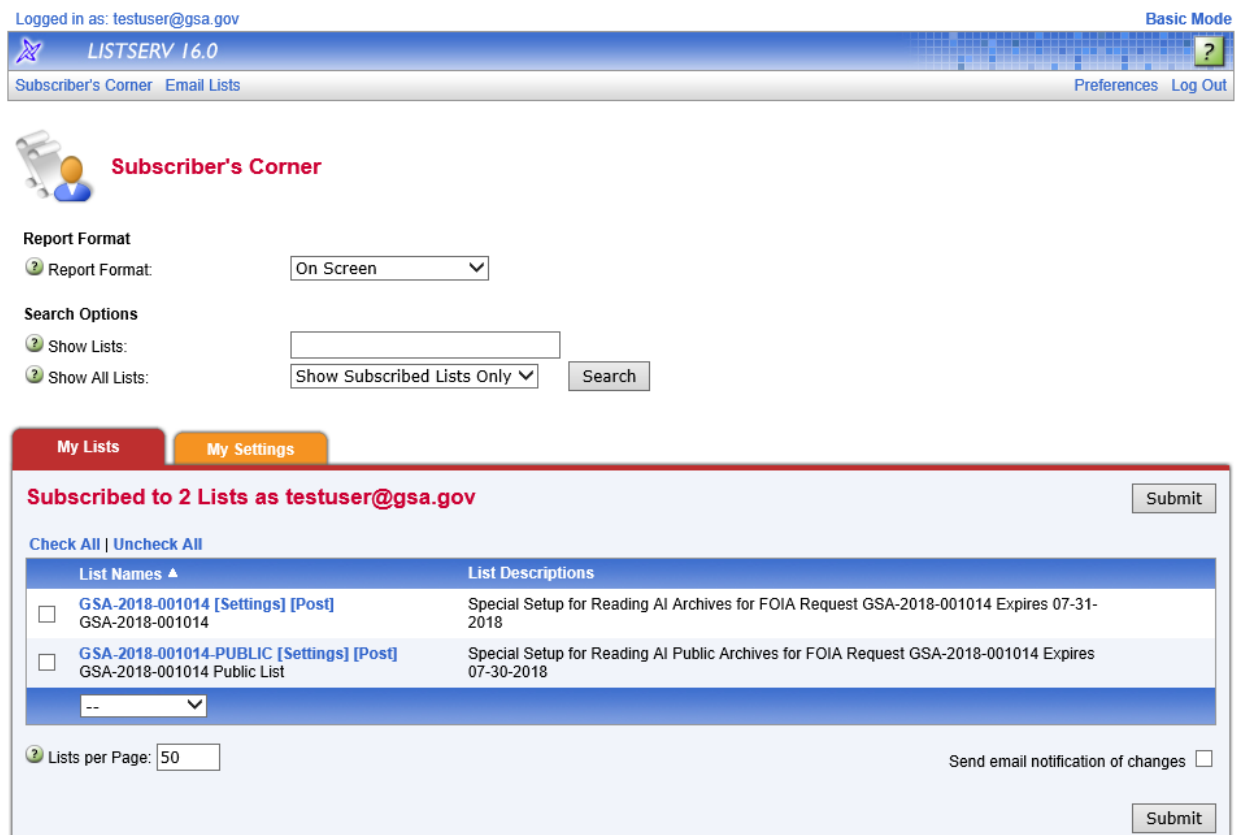 Logged in as: testuser@gsa.gov Basic Mode
LISTSERV 16.0 ?
Subscriber's Corner Email Lists Preferences Log Out
Subscriber's Corner
Report Format
? Report Format: On Screen
Search Options
? Show Lists:
? Show All Lists: Show Subscribed Lists Only Search
My Lists My Settings
Subscribed to 2 Lists as testuser@gsa.gov Submit
Check All | Uncheck All
List Names ▲ List Descriptions
GSA-2018-001014 [Settings] [Post] Special Setup for Reading AI Archives for FOIA Request GSA-2018-001014 Expires 07-31-
GSA-2018-001014 2018
GSA-2018-001014-PUBLIC [Settings] [Post] Special Setup for Reading AI Public Archives for FOIA Request GSA-2018-001014 Expires
GSA-2018-001014 Public List 07-30-2018
--
? Lists per Page: 50 Send email notification of changes
Submit